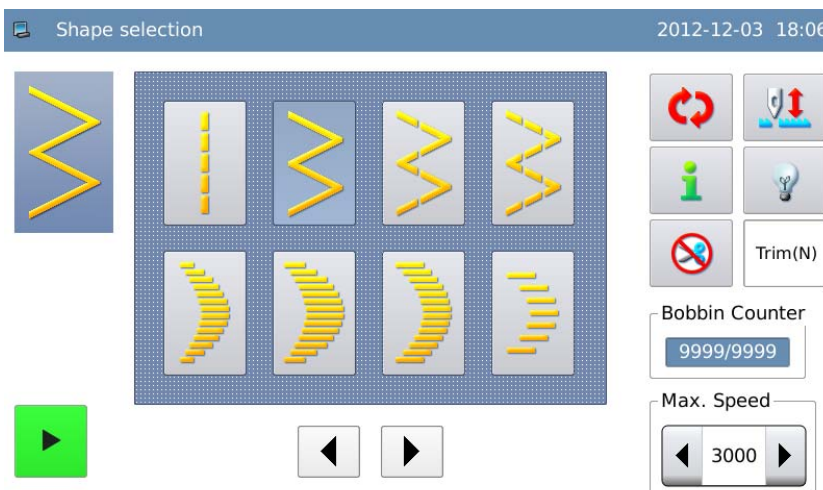 Shape selection
2012-12-03 18:06
Trim(N)
Bobbin Counter
9999/9999
Max. Speed
3000